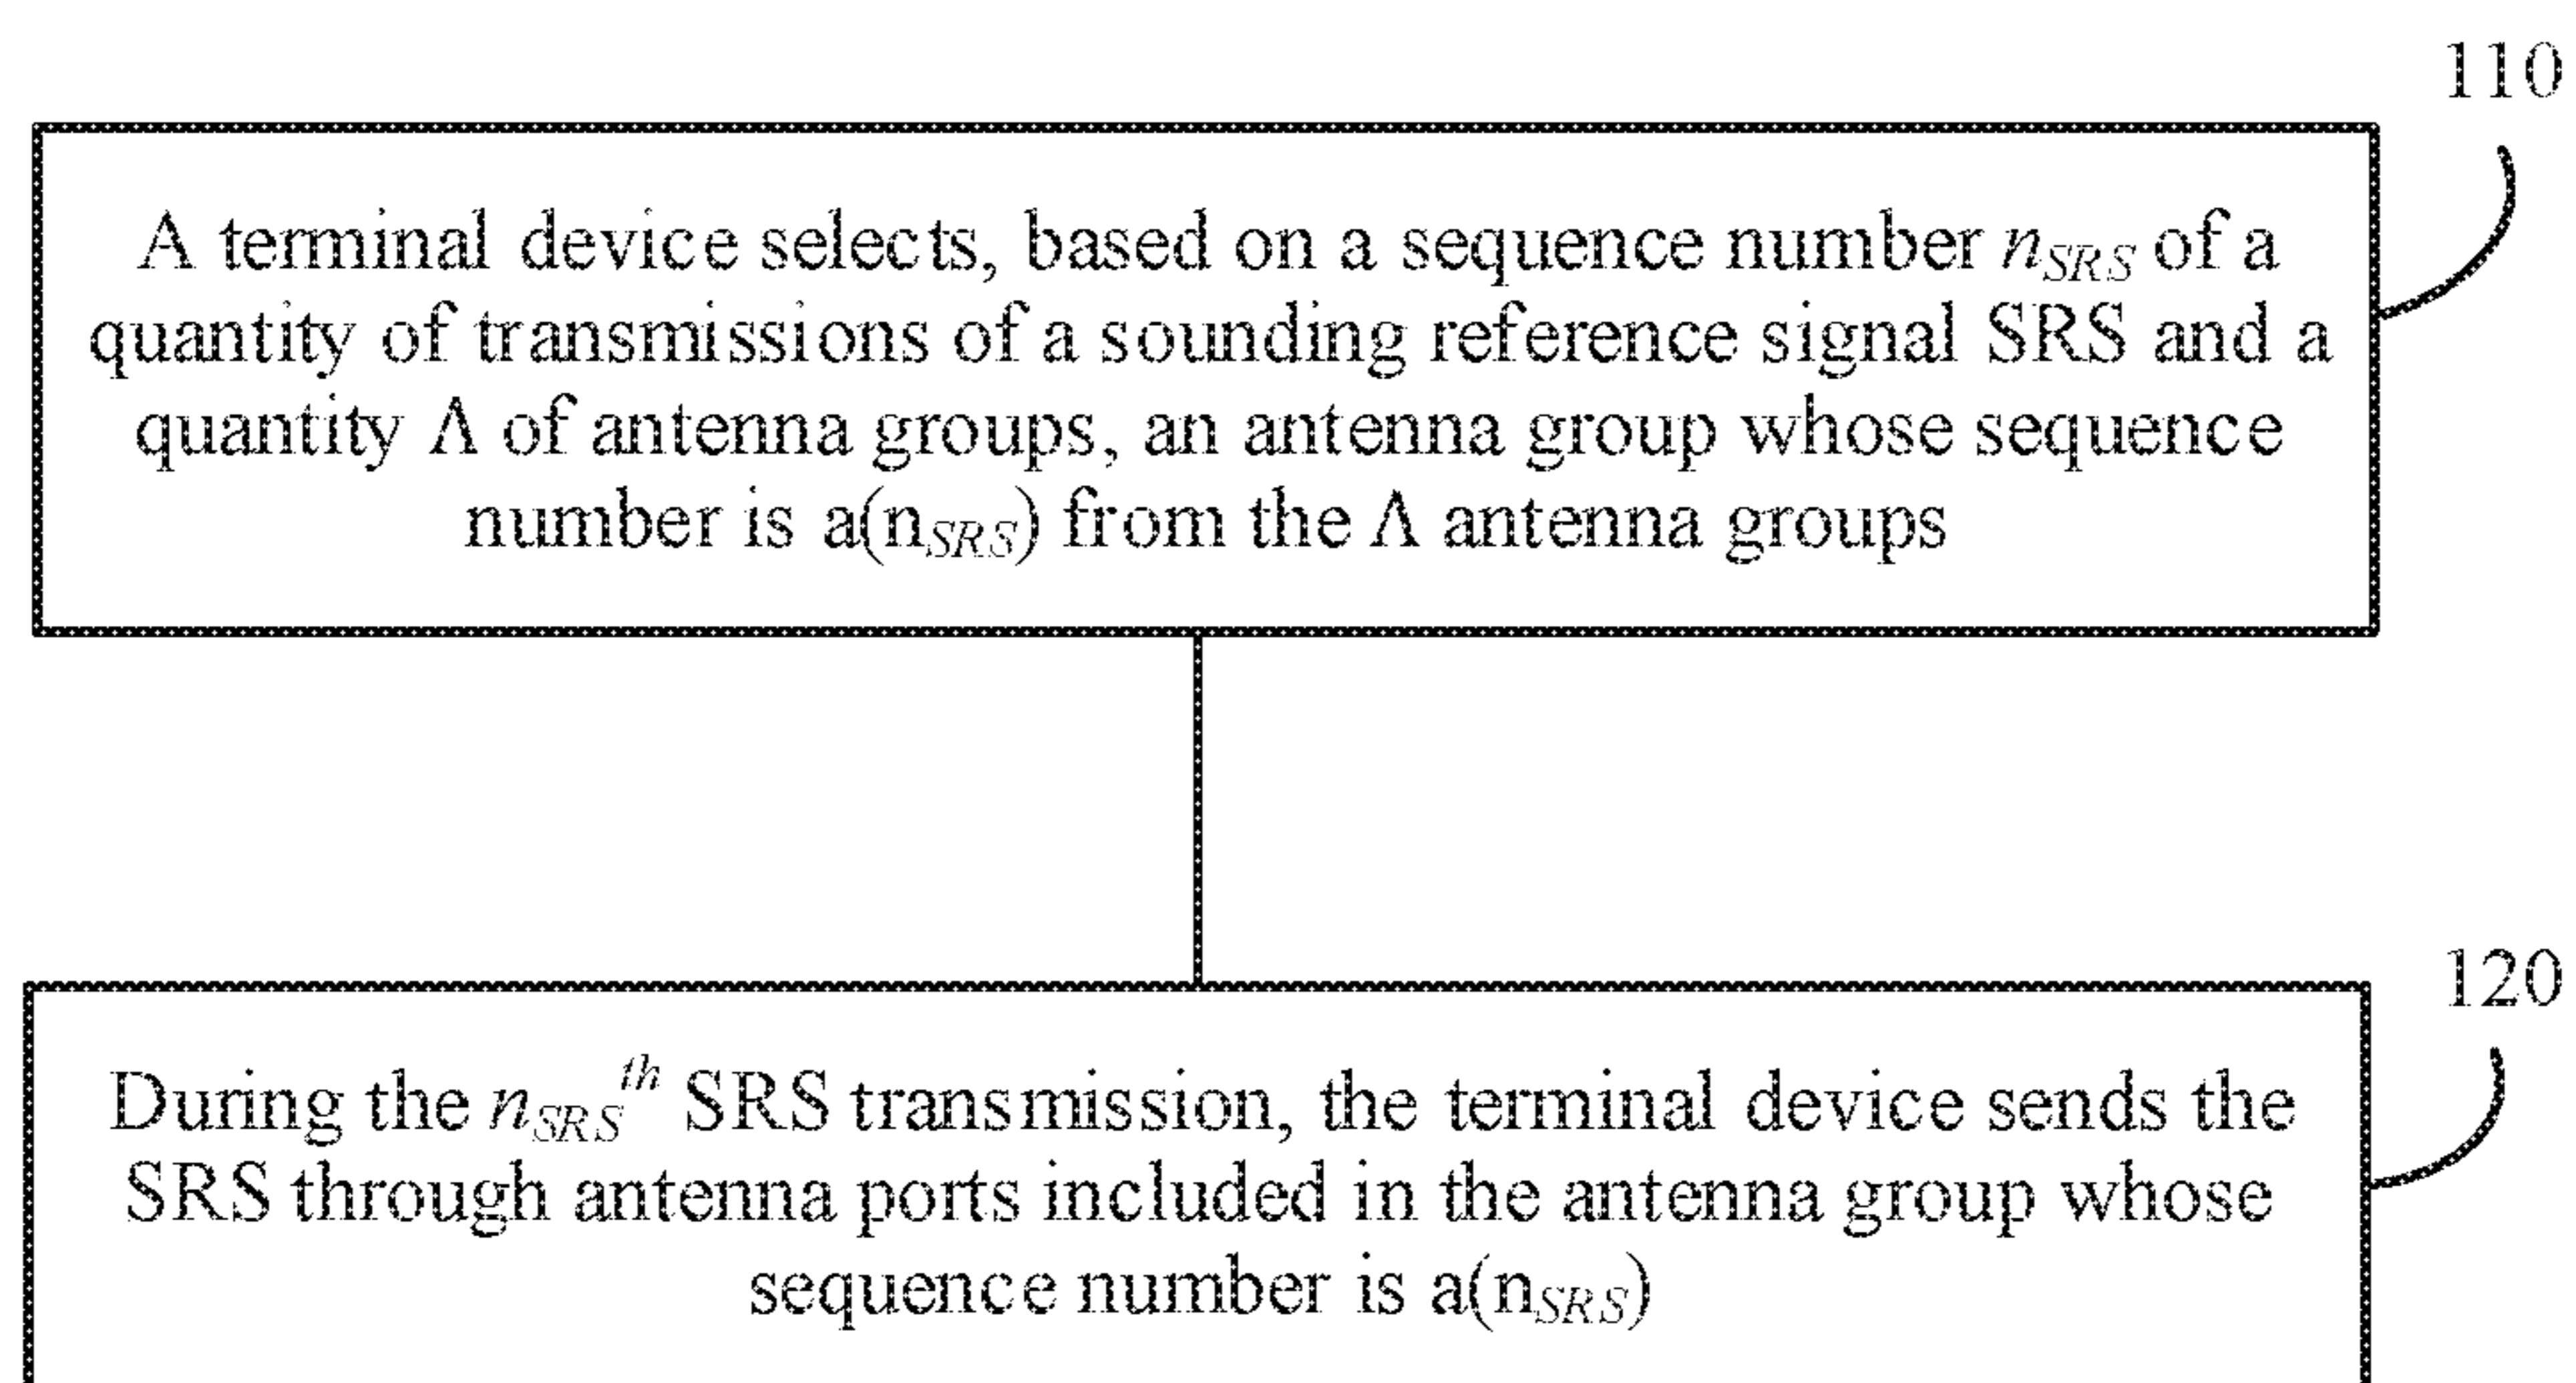 110
A terminal device selects, based on a sequence number nSRS of a
quantity of transmissions of a sounding reference signal SRS and a
quantity Λ of antenna groups, an antenna group whose sequence
number is a(nSRS) from the Λ antenna groups
120
During the nSRSth SRS transmission, the terminal device sends the
SRS through antenna ports included in the antenna group whose
sequence number is a(nSRS)